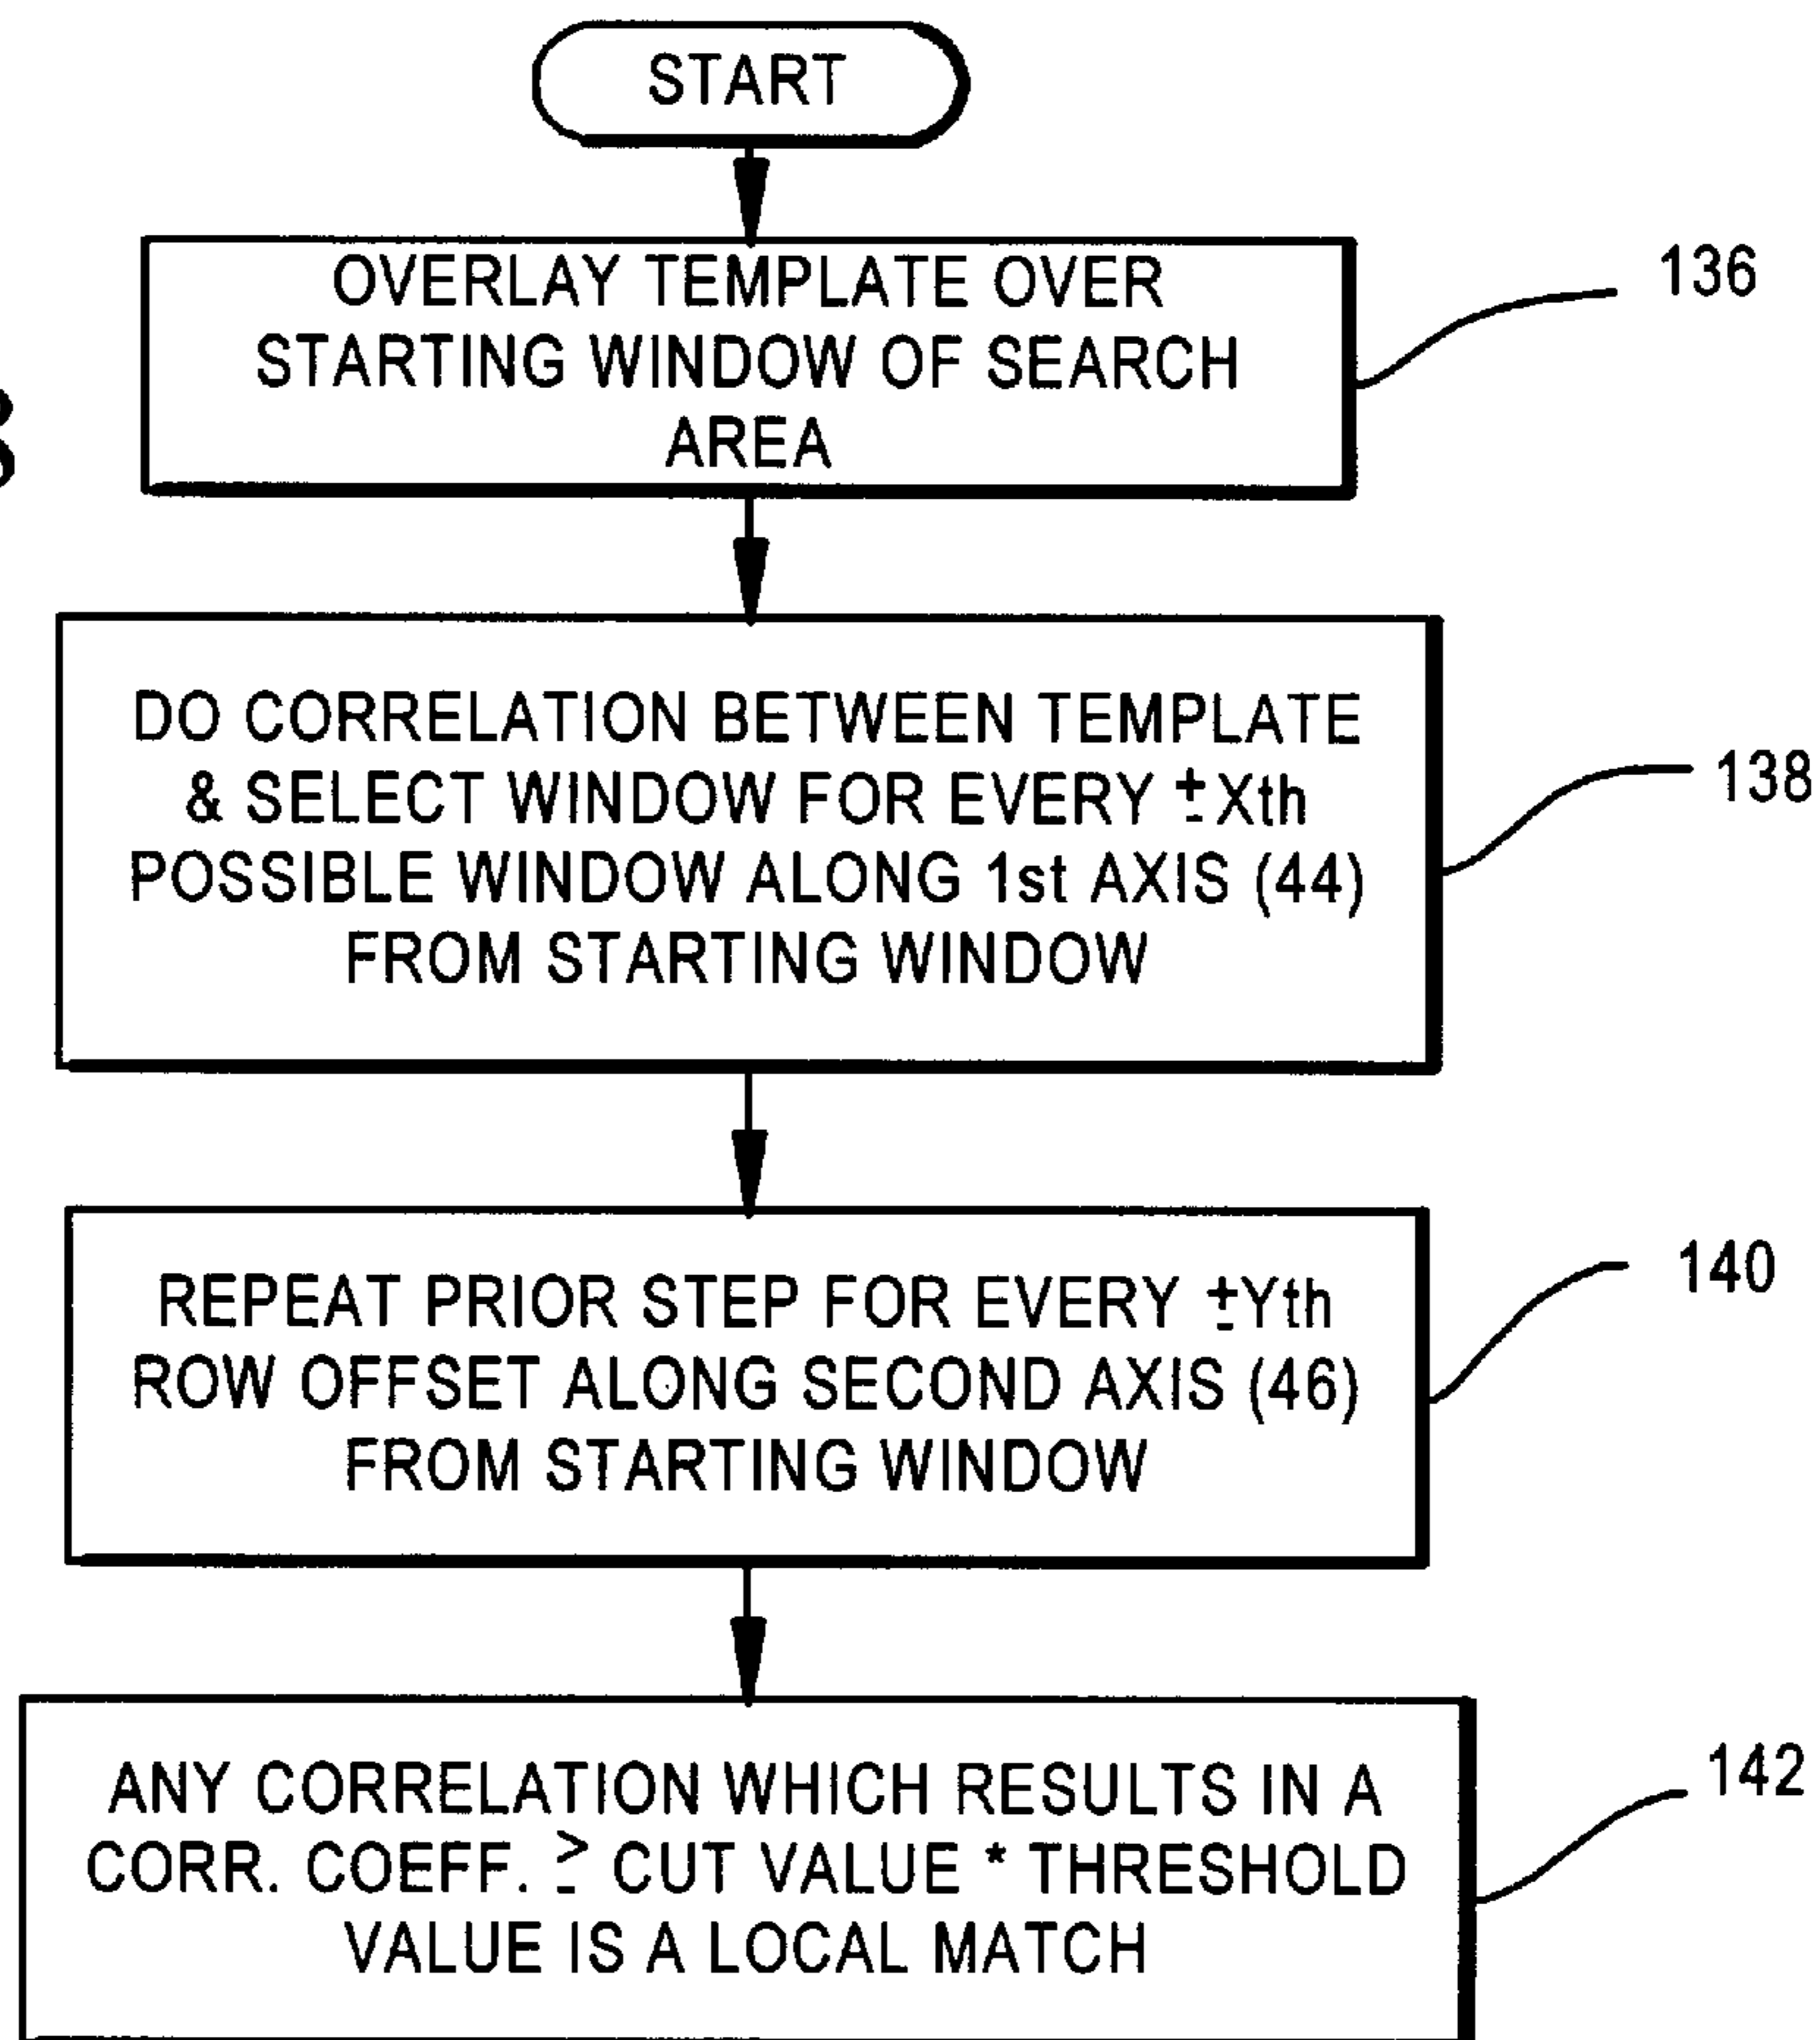 START
OVERLAY TEMPLATE OVER
STARTING WINDOW OF SEARCH
AREA
136
DO CORRELATION BETWEEN TEMPLATE
& SELECT WINDOW FOR EVERY ±Xth
POSSIBLE WINDOW ALONG 1st AXIS (44)
FROM STARTING WINDOW
138
REPEAT PRIOR STEP FOR EVERY ±Yth
ROW OFFSET ALONG SECOND AXIS (46)
FROM STARTING WINDOW
140
ANY CORRELATION WHICH RESULTS IN A
CORR. COEFF. ≥ CUT VALUE * THRESHOLD
VALUE IS A LOCAL MATCH
142